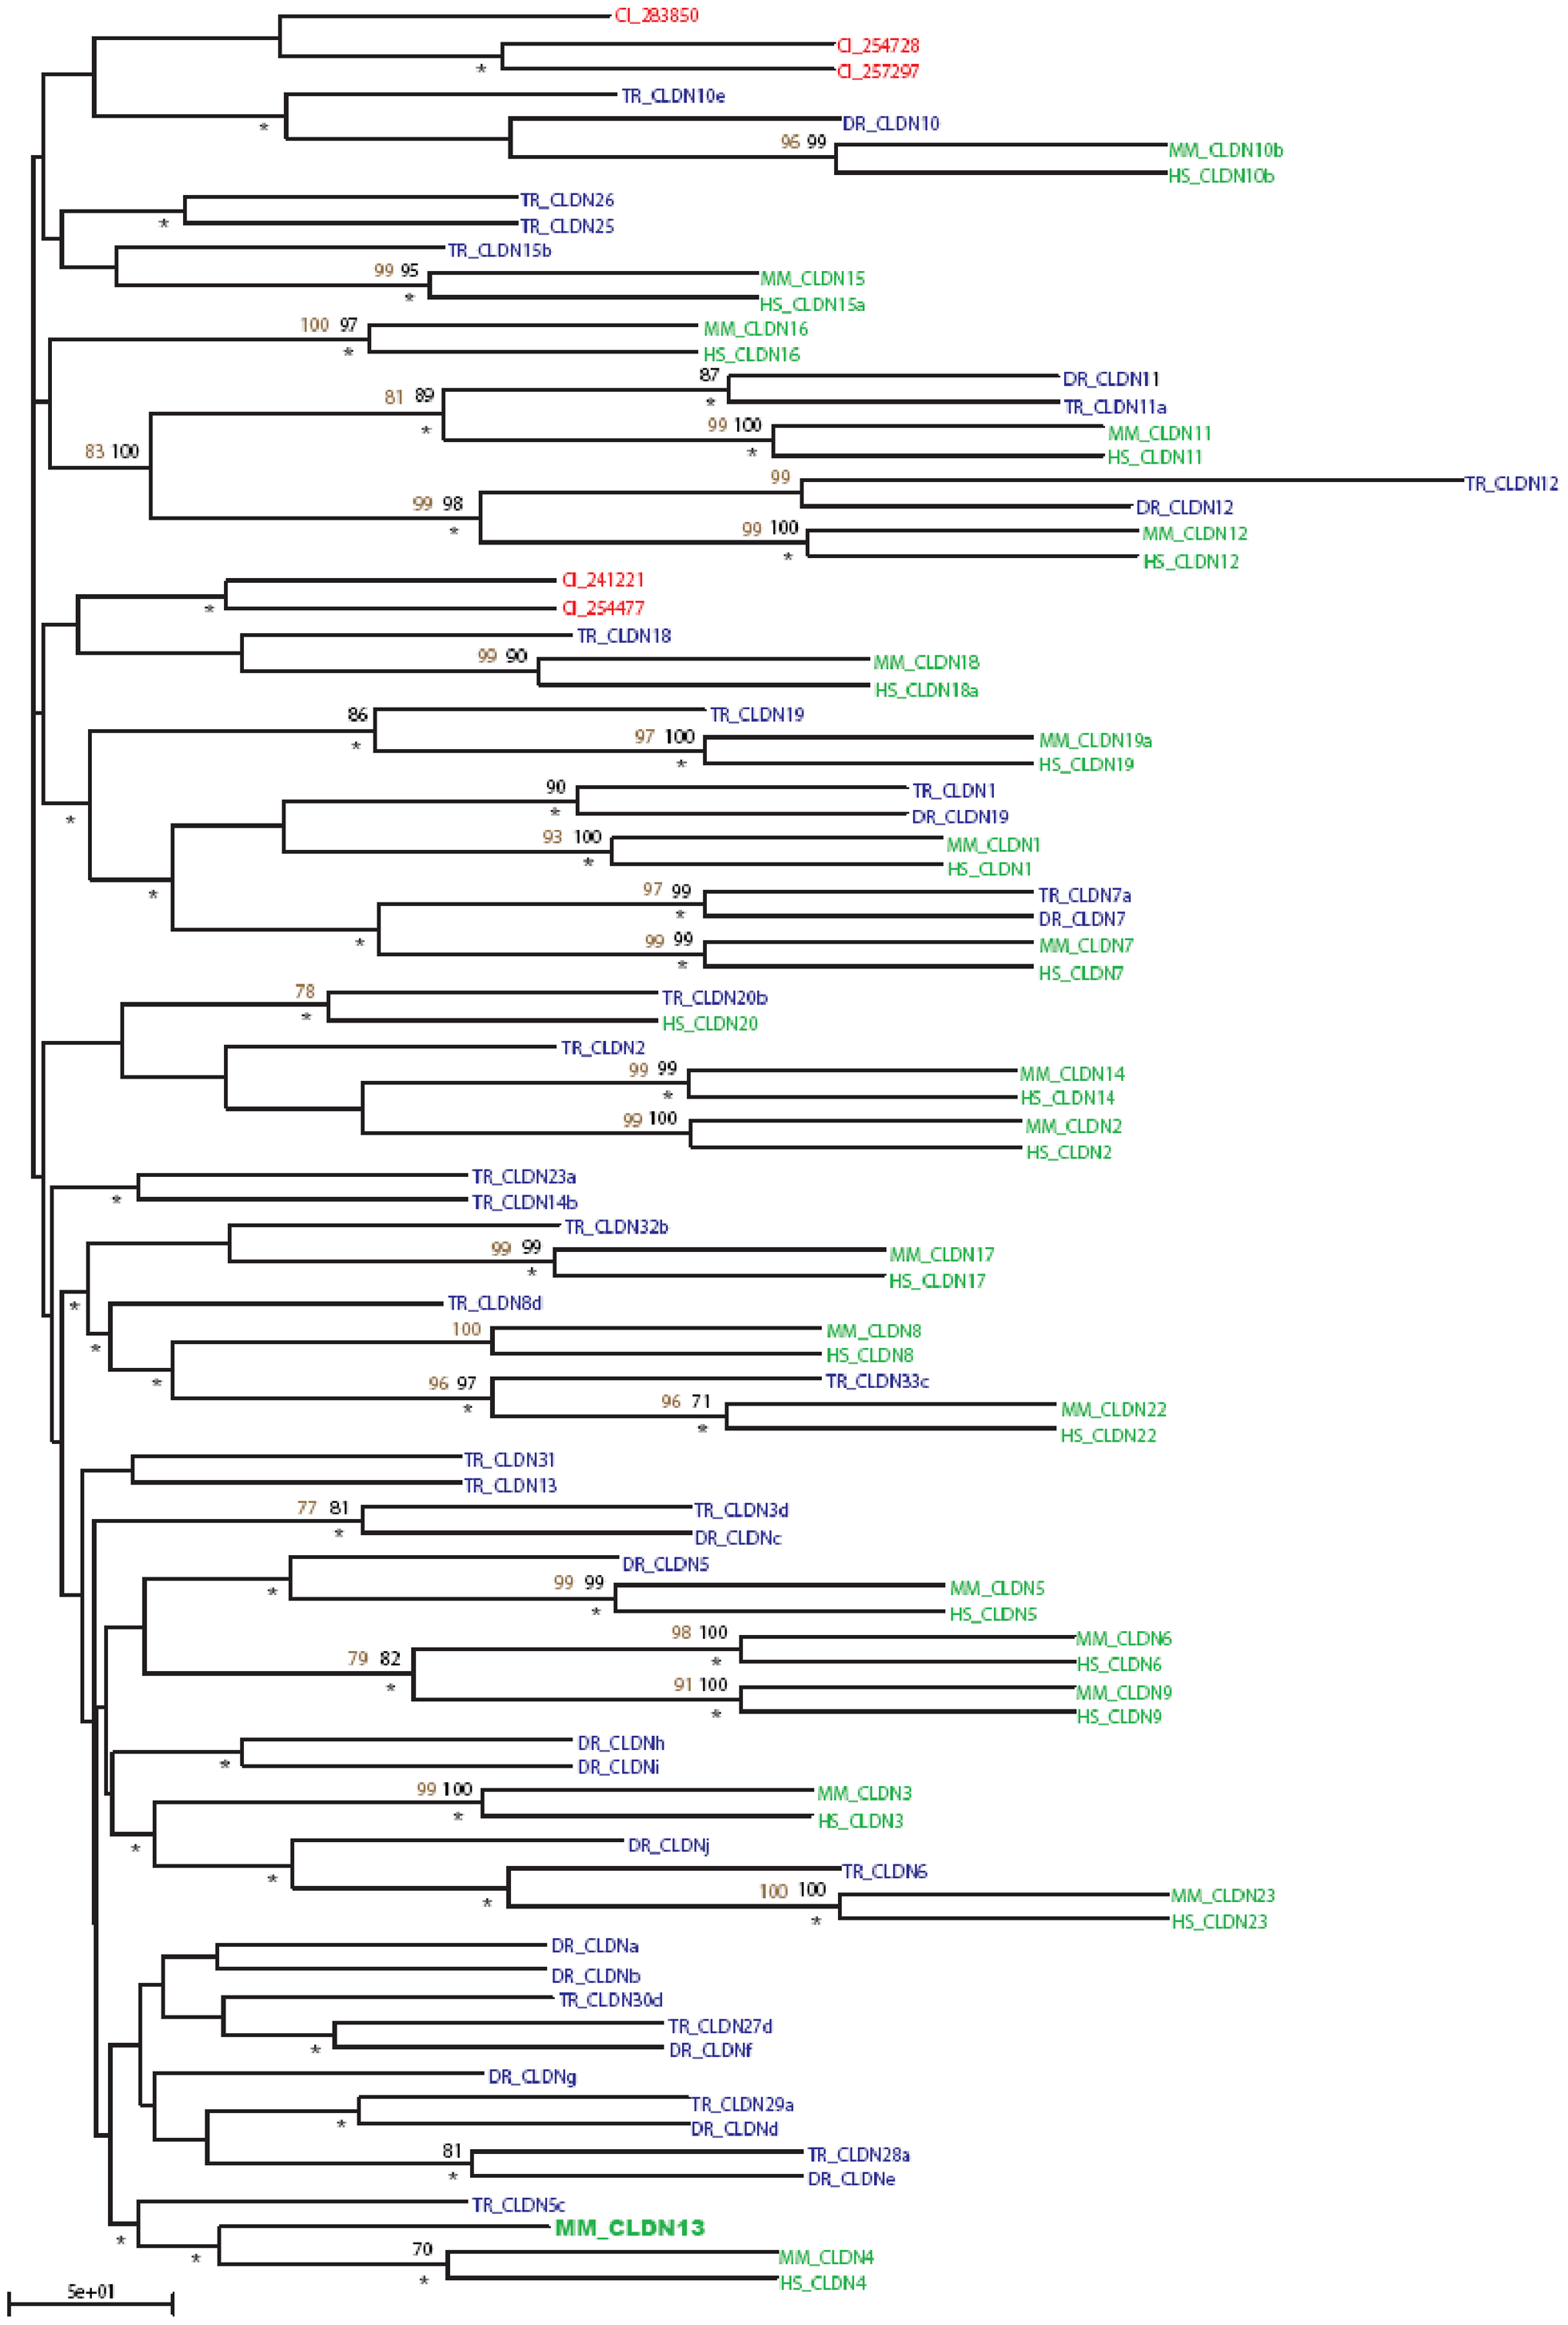 CI_283850
CI_254728
*
CI_257297
TR_CLDN10e
*
DR_CLDN10
96 99
MM_CLDN10b
HS_CLDN10b
TR_CLDN26
*
TR_CLDN25
TR_CLDN15b
99 95
MM_CLDN15
*
HS_CLDN15a
100 97
MM_CLDN16
*
HS_CLDN16
87
DR_CLDN11
81 89
*
TR_CLDN11a
*
99 100
MM_CLDN11
83 100
*
HS_CLDN11
99
TR_CLDN12
99 98
DR_CLDN12
*
99 100
MM_CLDN12
*
HS_CLDN12
CI_241221
*
CI_254477
TR_CLDN18
99 90
MM_CLDN18
HS_CLDN18a
86
TR_CLDN19
*
97 100
MM_CLDN19a
*
HS_CLDN19
90
TR_CLDN1
*
*
DR_CLDN19
93 100
MM_CLDN1
*
HS_CLDN1
*
97 99
TR_CLDN7a
*
DR_CLDN7
*
99 99
MM_CLDN7
*
HS_CLDN7
78
TR_CLDN20b
*
HS_CLDN20
TR_CLDN2
99 99
MM_CLDN14
*
HS_CLDN14
99 100
MM_CLDN2
HS_CLDN2
TR_CLDN23a
*
TR_CLDN14b
TR_CLDN32b
99 99
MM_CLDN17
*
HS_CLDN17
*
TR_CLDN8d
100
MM_CLDN8
*
HS_CLDN8
*
96 97
TR_CLDN33c
*
96 71
MM_CLDN22
*
HS_CLDN22
TR_CLDN31
TR_CLDN13
77 81
TR_CLDN3d
*
DR_CLDNc
DR_CLDN5
*
99 99
MM_CLDN5
*
HS_CLDN5
98 100
MM_CLDN6
79 82
*
HS_CLDN6
*
91 100
MM_CLDN9
*
HS_CLDN9
DR_CLDNh
*
DR_CLDNi
99 100
MM_CLDN3
*
HS_CLDN3
*
DR_CLDNj
*
TR_CLDN6
*
100 100
MM_CLDN23
*
HS_CLDN23
DR_CLDNa
DR_CLDNb
TR_CLDN30d
TR_CLDN27d
*
DR_CLDNf
DR_CLDNg
TR_CLDN29a
*
DR_CLDNd
81
TR_CLDN28a
*
DR_CLDNe
TR_CLDN5c
*
MM_CLDN13
*
70
MM_CLDN4
*
HS_CLDN4
5e+01